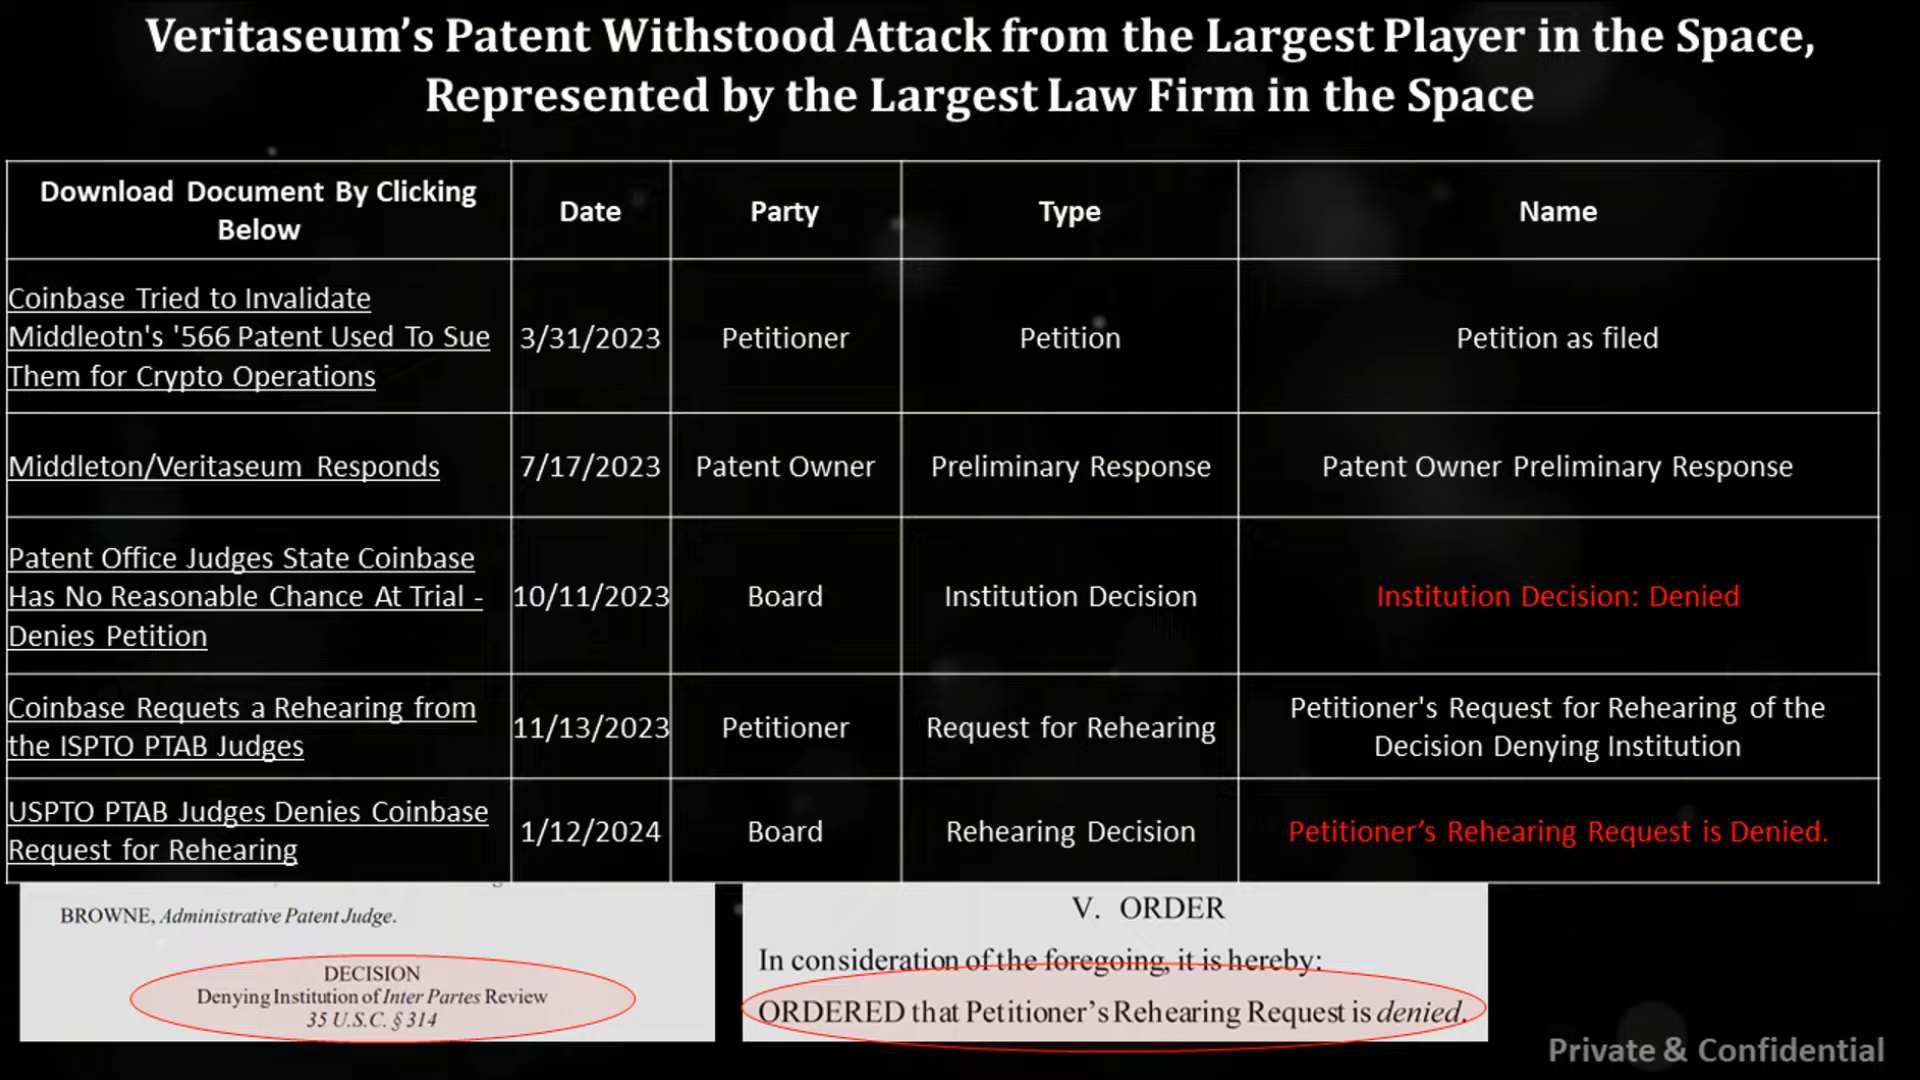 Veritaseum’s Patent Withstood Attack from the Largest Player in the Space,
Represented by the Largest Law Firm in the Space
Download Document By Clicking
Below
Date
Party
Type
Name
Coinbase Tried to Invalidate
Middleotn's '566 Patent Used To Sue
Them for Crypto Operations
3/31/2023
Petitioner
Petition
Petition as filed
Middleton/Veritaseum Responds
7/17/2023
Patent Owner
Preliminary Response
Patent Owner Preliminary Response
Patent Office Judges State Coinbase
Has No Reasonable Chance At Trial -
Denies Petition
10/11/2023
Board
Institution Decision
Institution Decision: Denied
Coinbase Requets a Rehearing from
the ISPTO PTAB Judges
11/13/2023
Petitioner
Request for Rehearing
Petitioner's Request for Rehearing of the
Decision Denying Institution
USPTO PTAB Judges Denies Coinbase
Request for Rehearing
1/12/2024
Board
Rehearing Decision
Petitioner’s Rehearing Request is Denied.
BROWNE, Administrative Patent Judge.
DECISION
Denying Institution of Inter Partes Review
35 U.S.C. § 314
V. ORDER
In consideration of the foregoing, it is hereby:
ORDERED that Petitioner’s Rehearing Request is denied.
Private & Confidential